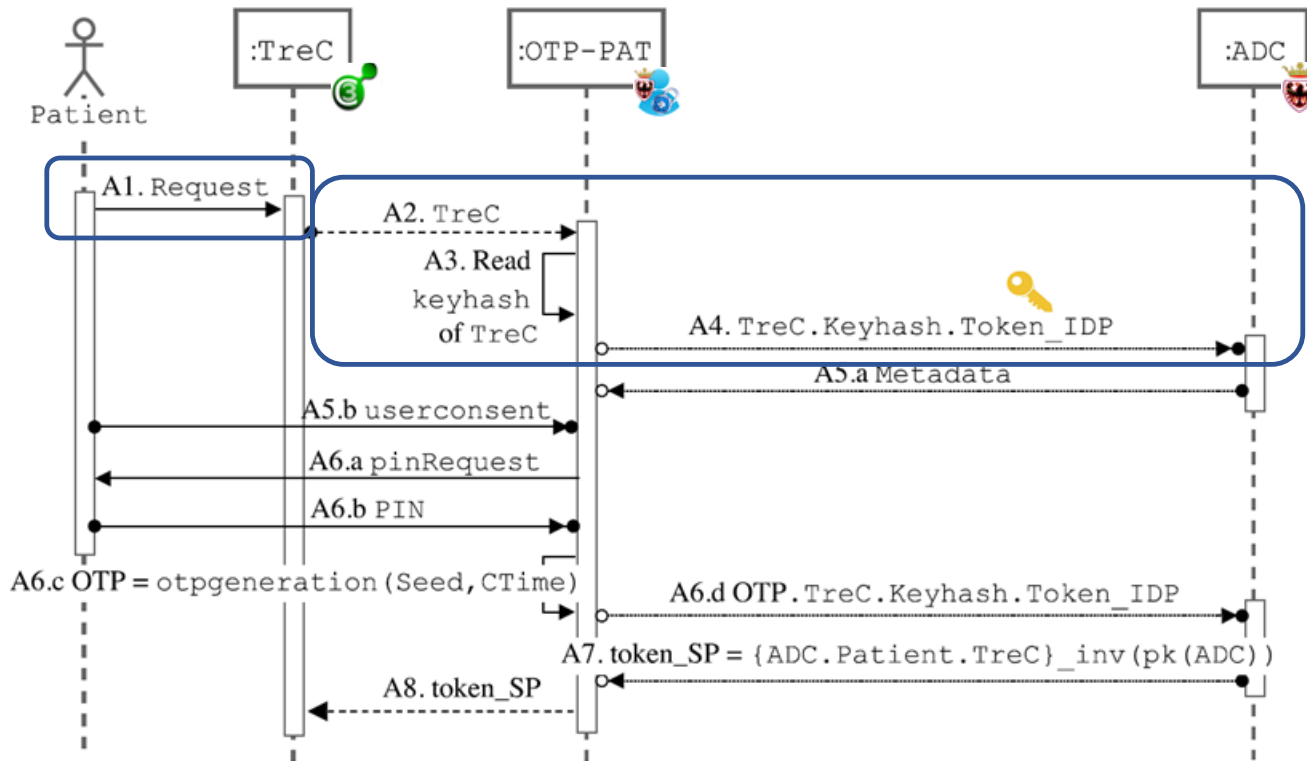 :TreC
:OTP-PAT
:ADC
3
Patient
A1. Request
A2. TreC
A3. Read
keyhash
of TreC
A4. TreC.Keyhash.Token_IDP
A5.a Metadata
A5.b userconsent
A6.a pinRequest
A6.b PIN
A6.c OTP = otpgeneration(Seed,CTime)
A6.d OTP.TreC.Keyhash.Token_IDP
A7. token_SP = {ADC.Patient.TreC}_inv(pk(ADC))
A8. token_SP